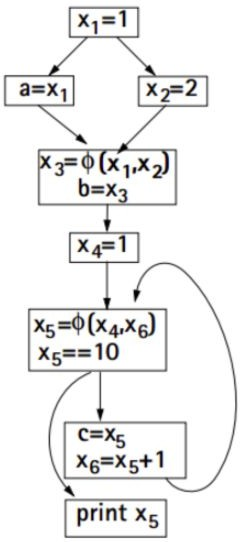 x₁=1
a=x₁
x₂=2
x₃=ϕ(x₁,x₂)
b=x₃
x₄=1
x₅=ϕ(x₄,x₆)
x₅==10
c=x₅
x₆=x₅+1
print x₅